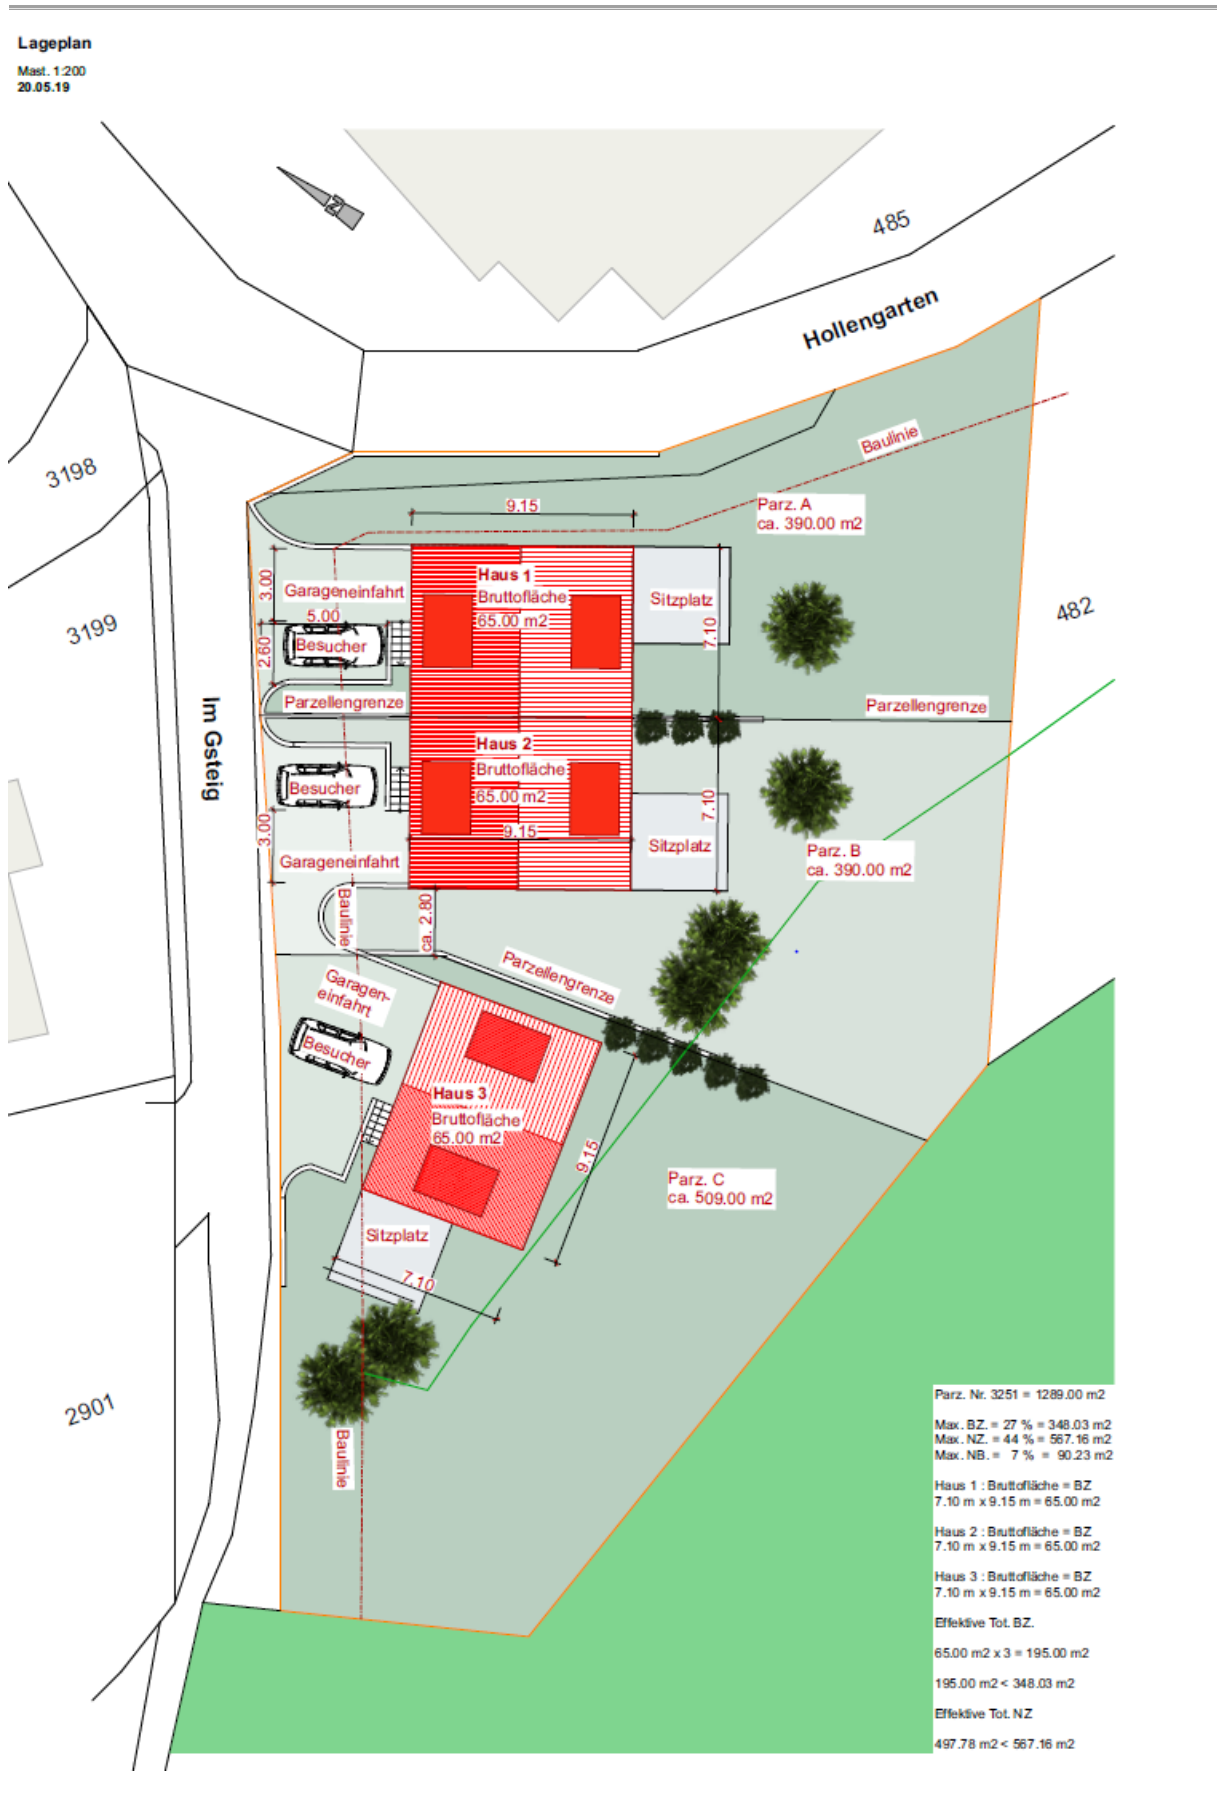 Lageplan
Mast. 1:200
20.05.19
N
485
Hollengarten
Baulinie
3198
9.15
Parz. A
ca. 390.00 m2
3.00
Garageneinfahrt
5.00
Haus 1
Bruttofläche
65.00 m2
Sitzplatz
7.10
482
3199
2.60
Besucher
Parzellengrenze
Parzellengrenze
Im Gsteig
Haus 2
Bruttofläche
65.00 m2
Besucher
9.15
3.00
7.10
Sitzplatz
Garageneinfahrt
Parz. B
ca. 390.00 m2
Baulinie
ca. 2.80
Parzellengrenze
Garagen-
einfahrt
Besucher
Haus 3
Bruttofläche
65.00 m2
9.15
Parz. C
ca. 509.00 m2
Sitzplatz
7.10
2901
Baulinie
Parz. Nr. 3251 = 1289.00 m2
Max. BZ. = 27 % = 348.03 m2
Max. NZ. = 44 % = 567.16 m2
Max. NB. = 7 % = 90.23 m2
Haus 1 : Bruttofläche = BZ
7.10 m x 9.15 m = 65.00 m2
Haus 2 : Bruttofläche = BZ
7.10 m x 9.15 m = 65.00 m2
Haus 3 : Bruttofläche = BZ
7.10 m x 9.15 m = 65.00 m2
Effektive Tot. BZ.
65.00 m2 x 3 = 195.00 m2
195.00 m2 < 348.03 m2
Effektive Tot. NZ
497.78 m2 < 567.16 m2